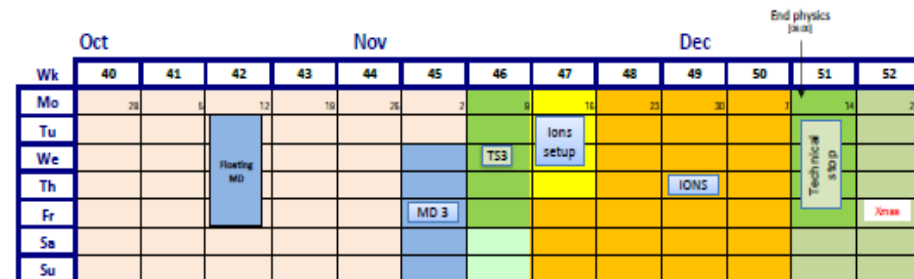 End physics
[06:00]
Oct Nov Dec
Wk 40 41 42 43 44 45 46 47 48 49 50 51 52
Mo 28 5 12 19 26 2 9 16 23 30 7 14
Tu
We
Th
Fr
Sa
Su
Floating
MD
MD 3
TS3
Ions
setup
IONS
Technical
stop
Xmas